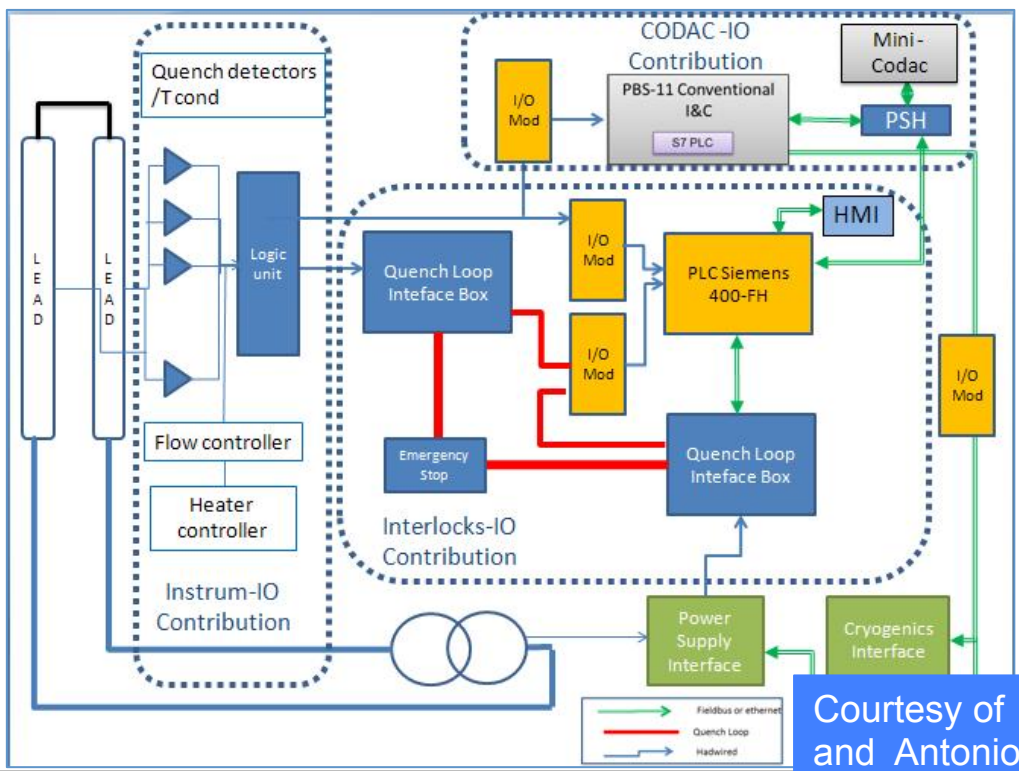 CODAC -IO
Contribution
Mini -
Codac
Quench detectors
/T cond
I/O
Mod
PBS-11 Conventional
I&C
S7 PLC
PSH
L
E
A
D
L
E
A
D
Logic
unit
Quench Loop
Inteface Box
I/O
Mod
PLC Siemens
400-FH
HMI
I/O
Mod
I/O
Mod
Flow controller
Heater
controller
Emergency
Stop
Quench Loop
Inteface Box
Interlocks-IO
Contribution
Instrum-IO
Contribution
Power
Supply
Interface
Cryogenics
Interface
Fieldbus or ethernet
Quench Loop
Hadwired
Courtesy of
and Antonio